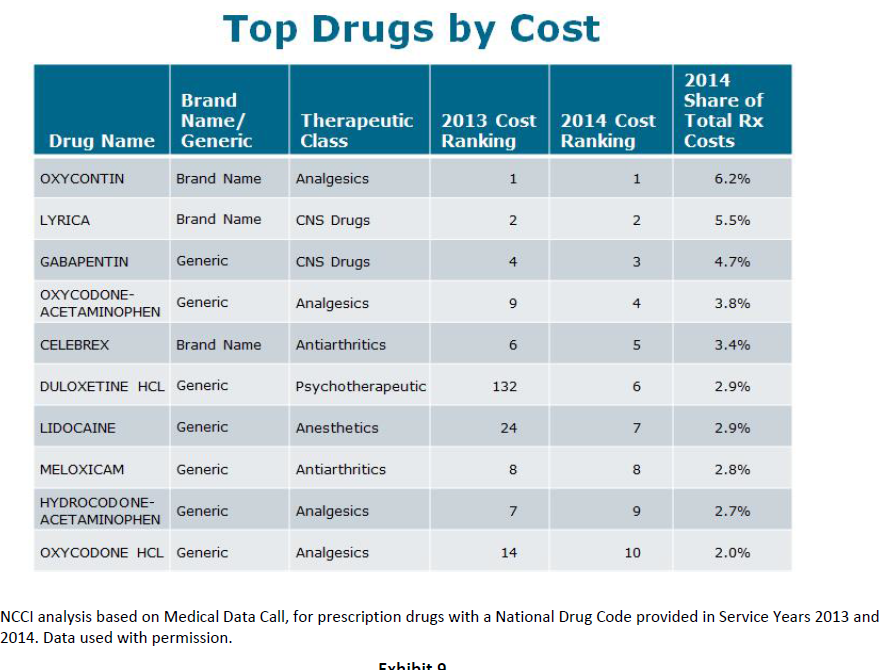 Top Drugs by Cost
Drug Name
Brand
Name/
Generic
Therapeutic
Class
2013 Cost
Ranking
2014 Cost
Ranking
2014
Share of
Total Rx
Costs
OXYCONTIN Brand Name Analgesics 1 1 6.2%
LYRICA Brand Name CNS Drugs 2 2 5.5%
GABAPENTIN Generic CNS Drugs 4 3 4.7%
OXYCODONE-
ACETAMINOPHEN Generic Analgesics 9 4 3.8%
CELEBREX Brand Name Antiarthritics 6 5 3.4%
DULOXETINE HCL Generic Psychotherapeutic 132 6 2.9%
LIDOCAINE Generic Anesthetics 24 7 2.9%
MELOXICAM Generic Antiarthritics 8 8 2.8%
HYDROCODONE-
ACETAMINOPHEN Generic Analgesics 7 9 2.7%
OXYCODONE HCL Generic Analgesics 14 10 2.0%
NCCI analysis based on Medical Data Call, for prescription drugs with a National Drug Code provided in Service Years 2013 and
2014. Data used with permission.
Exhibit 9